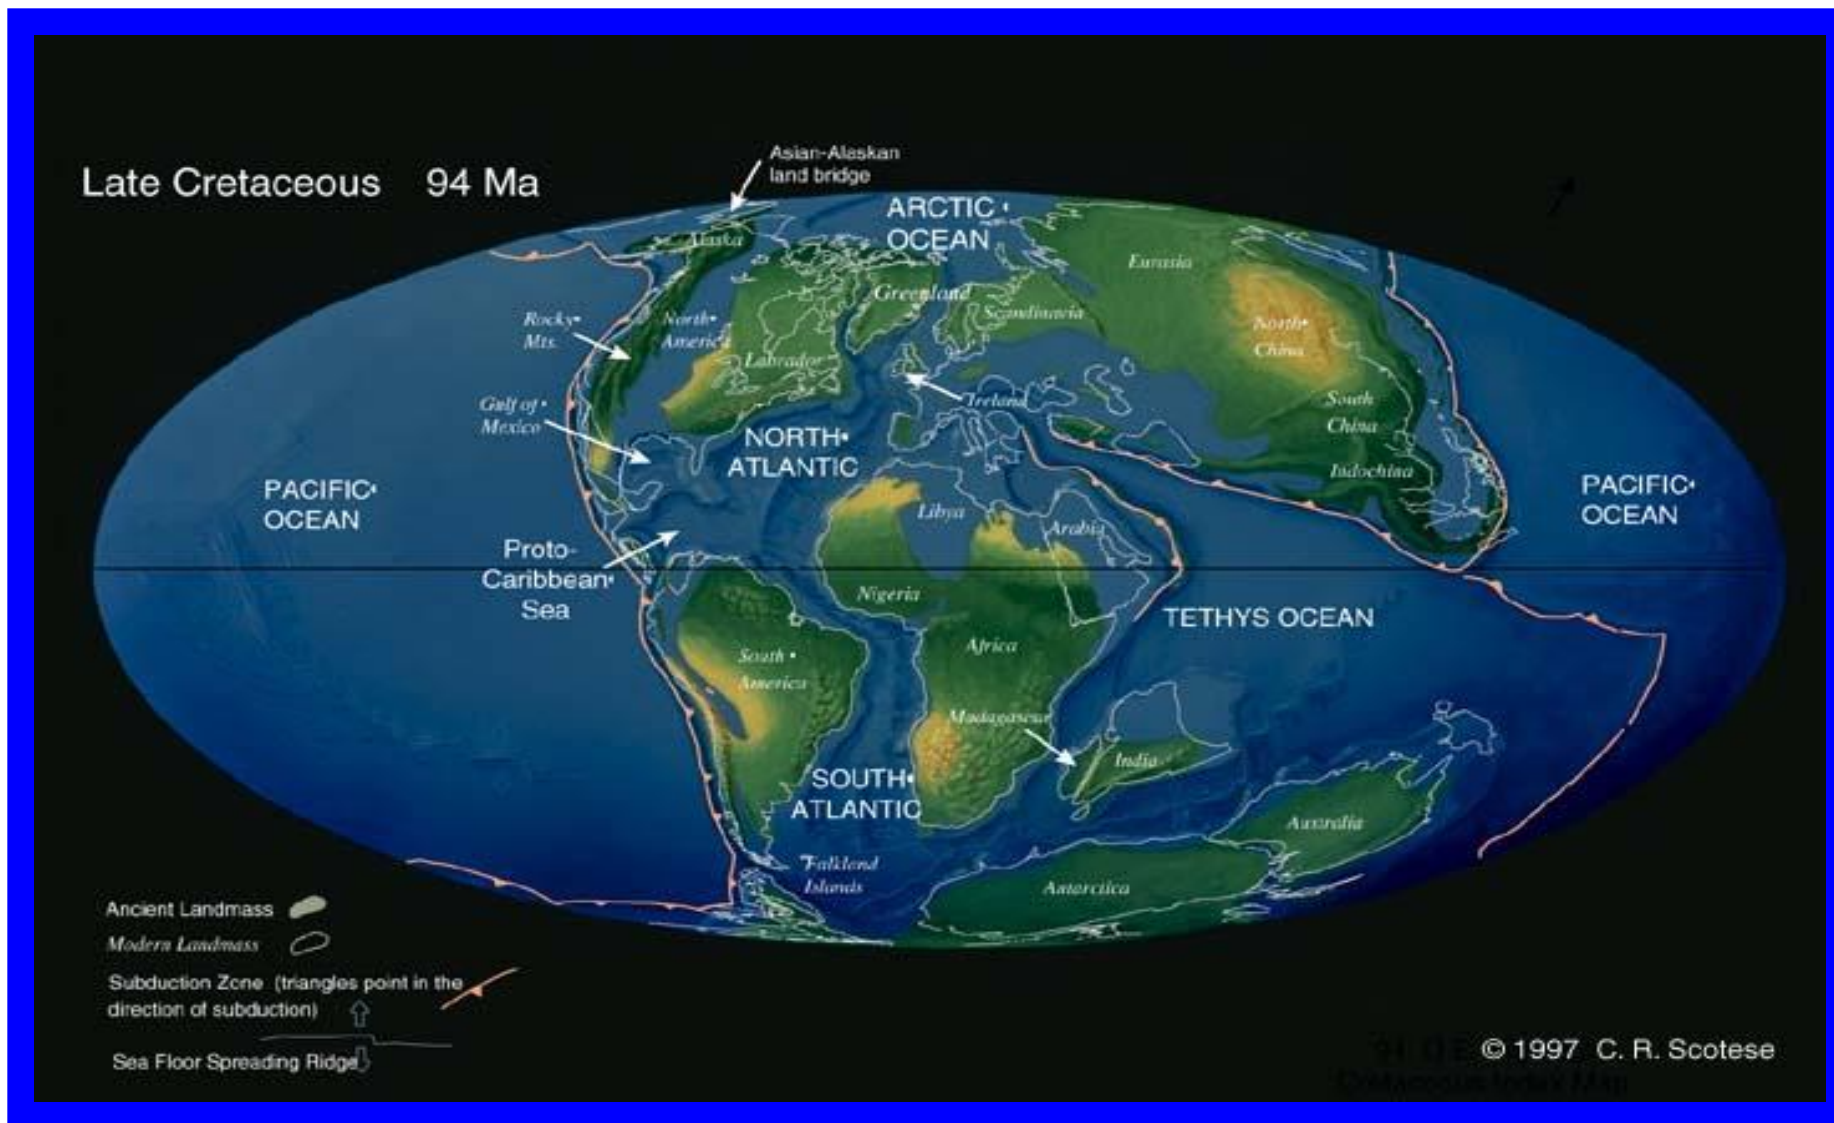 Late Cretaceous 94 Ma
Asian-Alaskan
land bridge
ARCTIC
OCEAN
Alaska
Eurasia
Greenland
Scandinavia
Rocky
Mts.
North
America
Labrador
North
China
Gulf of
Mexico
Ireland
South
China
NORTH
ATLANTIC
Indochina
PACIFIC
OCEAN
PACIFIC
OCEAN
Libya
Arabia
Proto-
Caribbean
Sea
Nigeria
TETHYS OCEAN
Africa
South
America
Madagascar
India
SOUTH
ATLANTIC
Australia
Falkland
Islands
Antarctica
Ancient Landmass
Modern Landmass
Subduction Zone (triangles point in the
direction of subduction)
Sea Floor Spreading Ridge
© 1997 C. R. Scotese
Cretaceous Index Map